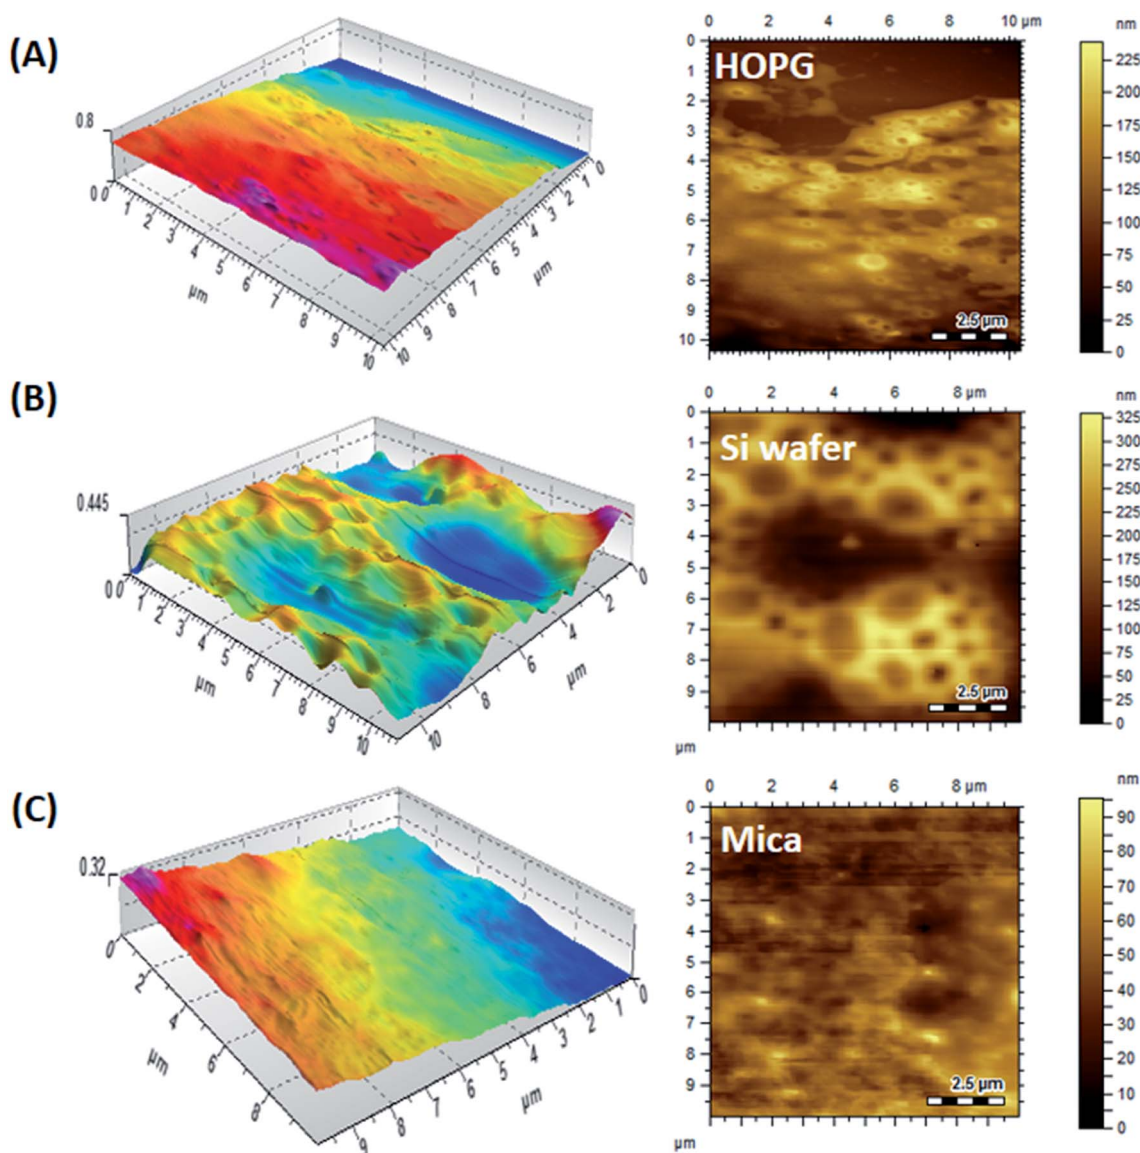 (A)
0.8
0 0 1 2 3 4 5 6 7 8 9 10
µm
10 9 8 7 6 5 4 3 2 1 0
µm
0 2 4 6 8 10 µm
0
1
2
3
4
5
6
7
8
9
10
HOPG
2.5 µm
nm
225
200
175
150
125
100
75
50
25
0
(B)
0.445
0 0 1 2 3 4 5 6 7 8 9 10
µm
10 8 6 4 2 0
µm
0 2 4 6 8 µm
0
1
2
3
4
5
6
7
8
9
µm
Si wafer
2.5 µm
nm
325
300
275
250
225
200
175
150
125
100
75
50
25
0
(C)
0.32
0 2 4 6 8
µm
9 8 7 6 5 4 3 2 1 0
µm
0 2 4 6 8 µm
0
1
2
3
4
5
6
7
8
9
µm
Mica
2.5 µm
nm
90
80
70
60
50
40
30
20
10
0